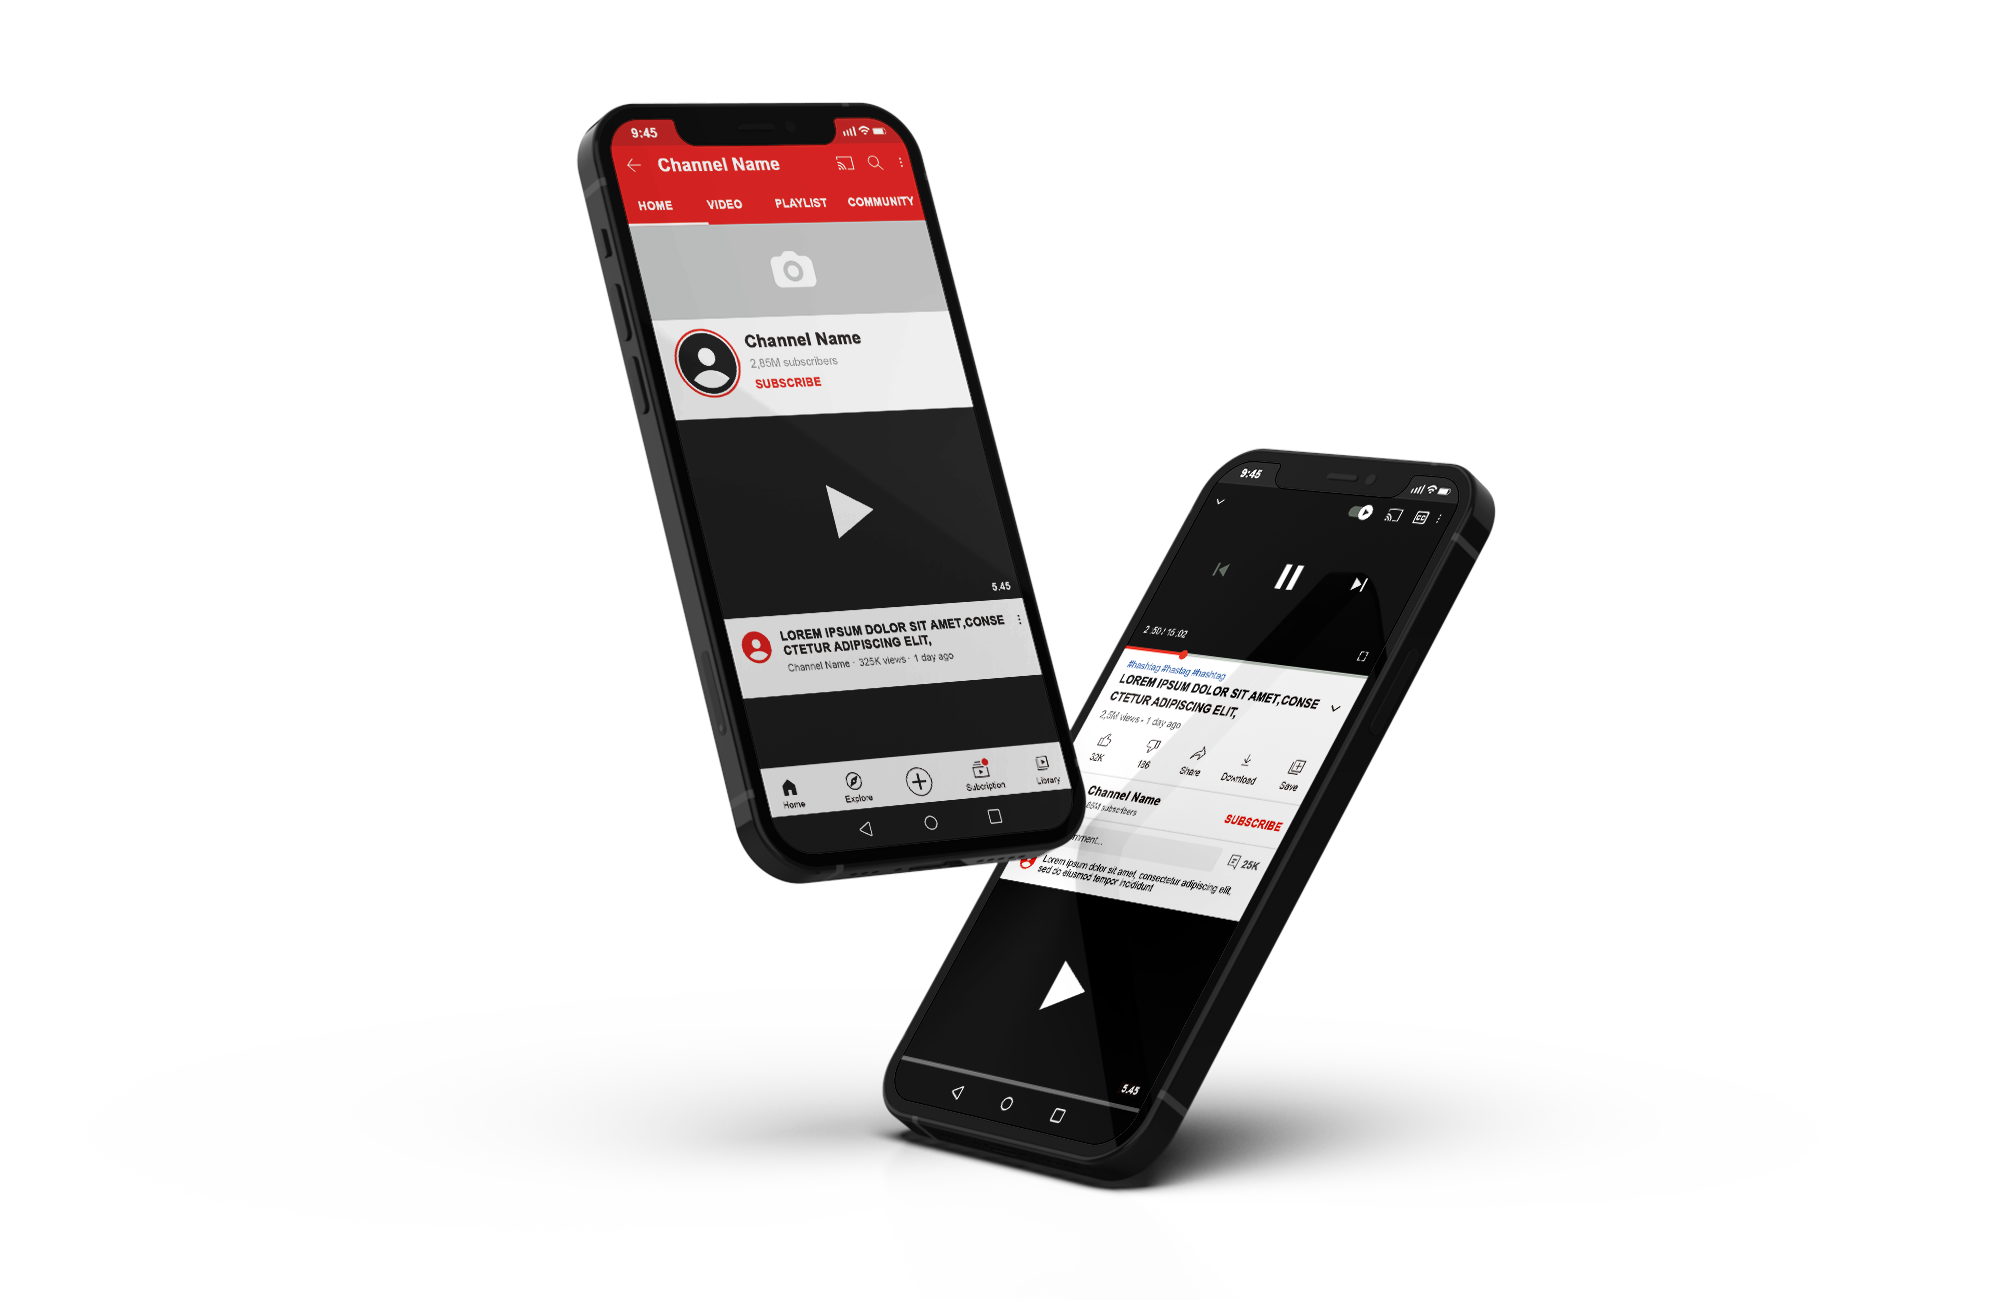 9:45
Channel Name
HOME VIDEO PLAYLIST COMMUNITY
Channel Name
2,85M subscribers
SUBSCRIBE
5.45
LOREM IPSUM DOLOR SIT AMET,CONSE
CTETUR ADIPISCING ELIT,
Channel Name · 325K views · 1 day ago
Home Explore Subcription Library
9:45
CC
2.50 / 15.02
#hashtag #hastag #hashtag
LOREM IPSUM DOLOR SIT AMET,CONSE
CTETUR ADIPISCING ELIT,
2,5M views • 1 day ago
32K 136 Share Download Save
Channel Name
85M subscribers
SUBSCRIBE
mment...
25K
Lorem ipsum dolor sit amet, consectetur adipiscing elit,
sed do eiusmod tempor incididunt
5.45